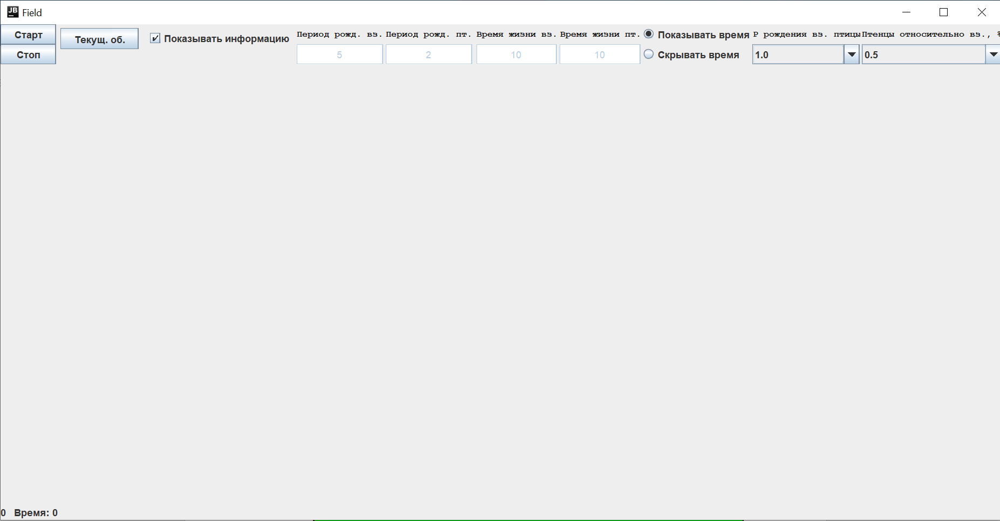 JB Field
Старт
Стоп
Текущ. об.
Показывать информацию
Период рожд. вз. Период рожд. пт. Время жизни вз. Время жизни пт.
5 2 10 10
Показывать время
Скрывать время
Р рождения вз. птицы Птенцы относительно вз., %
1.0 0.5
0 Время: 0